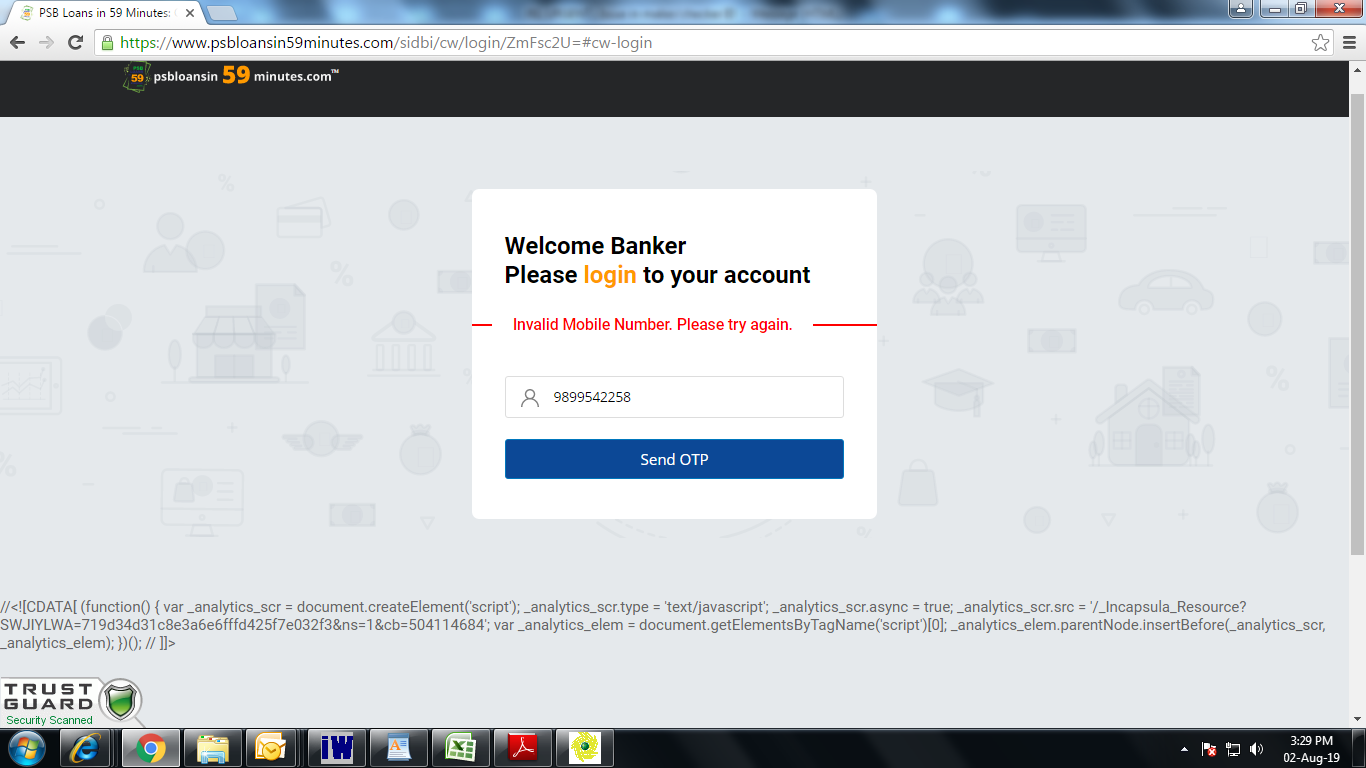 PSB Loans in 59 Minutes:
https://www.psbloansin59minutes.com/sidbi/cw/login/ZmFsc2U=#cw-login
PSB 59 psbloansin 59 minutes.com™
Welcome Banker
Please login to your account
Invalid Mobile Number. Please try again.
9899542258
Send OTP
//<![CDATA[ (function() { var _analytics_scr = document.createElement('script'); _analytics_scr.type = 'text/javascript'; _analytics_scr.async = true; _analytics_scr.src = '/_Incapsula_Resource?
SWJIYLWA=719d34d31c8e3a6e6fffd425f7e032f3&ns=1&cb=504114684'; var _analytics_elem = document.getElementsByTagName('script')[0]; _analytics_elem.parentNode.insertBefore(_analytics_scr,
_analytics_elem); })(); // ]]>
TRUST
GUARD
Security Scanned
iW
3:29 PM
02-Aug-19